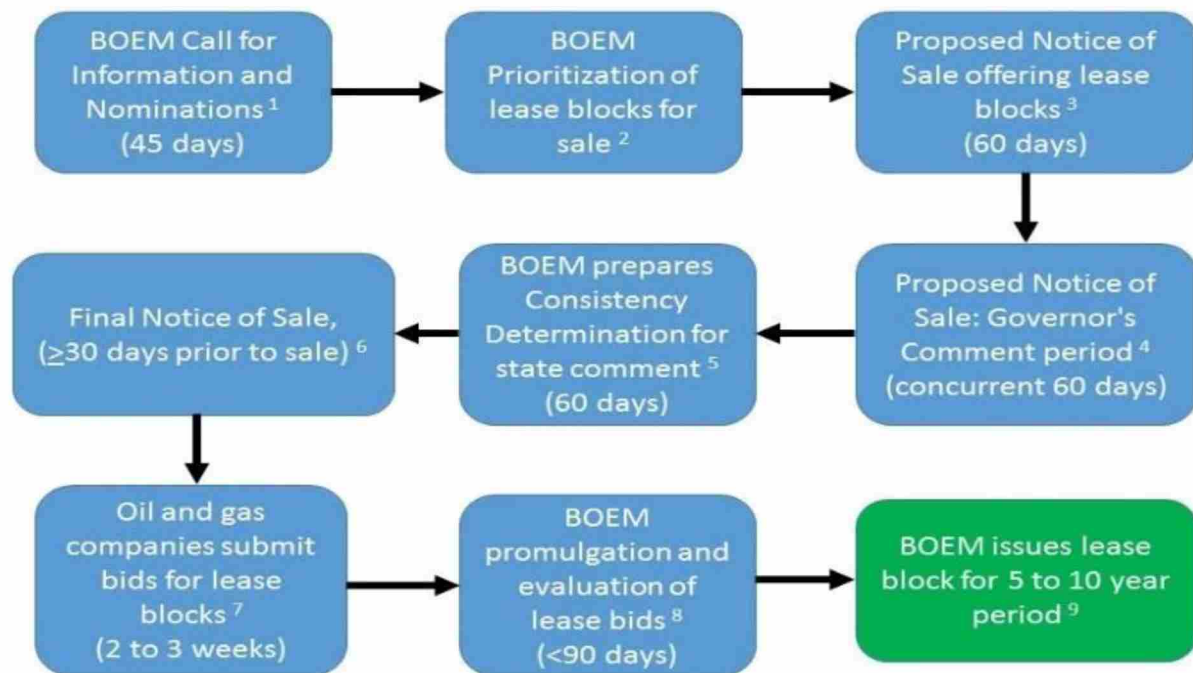 BOEM Call for
Information and
Nominations 1
(45 days)
BOEM
Prioritization of
lease blocks for
sale 2
Proposed Notice of
Sale offering lease
blocks 3
(60 days)
Proposed Notice of
Sale: Governor's
Comment period 4
(concurrent 60 days)
BOEM prepares
Consistency
Determination for
state comment 5
(60 days)
Final Notice of Sale,
(≥30 days prior to sale) 6
Oil and gas
companies submit
bids for lease
blocks 7
(2 to 3 weeks)
BOEM
promulgation and
evaluation of
lease bids 8
(<90 days)
BOEM issues lease
block for 5 to 10 year
period 9